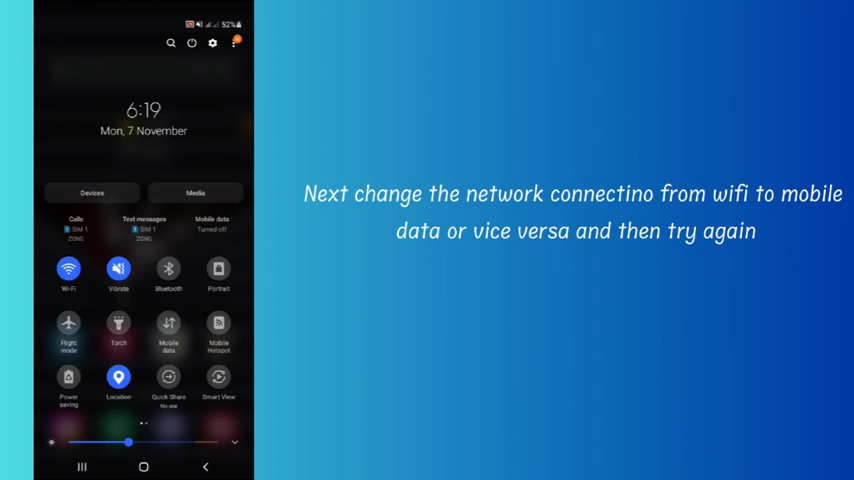 52%
6:19
Mon, 7 November
Devices
Media
Calls
Text messages
Mobile data
SIM 1
SIM 1
Turned off
ZONG
ZONG
Wi-Fi
Vibrate
Bluetooth
Portrait
Flight
mode
Torch
Mobile
data
Mobile
Hotspot
Power
saving
Location
Quick Share
No one
Smart View
Next change the network connectino from wifi to mobile
data or vice versa and then try again